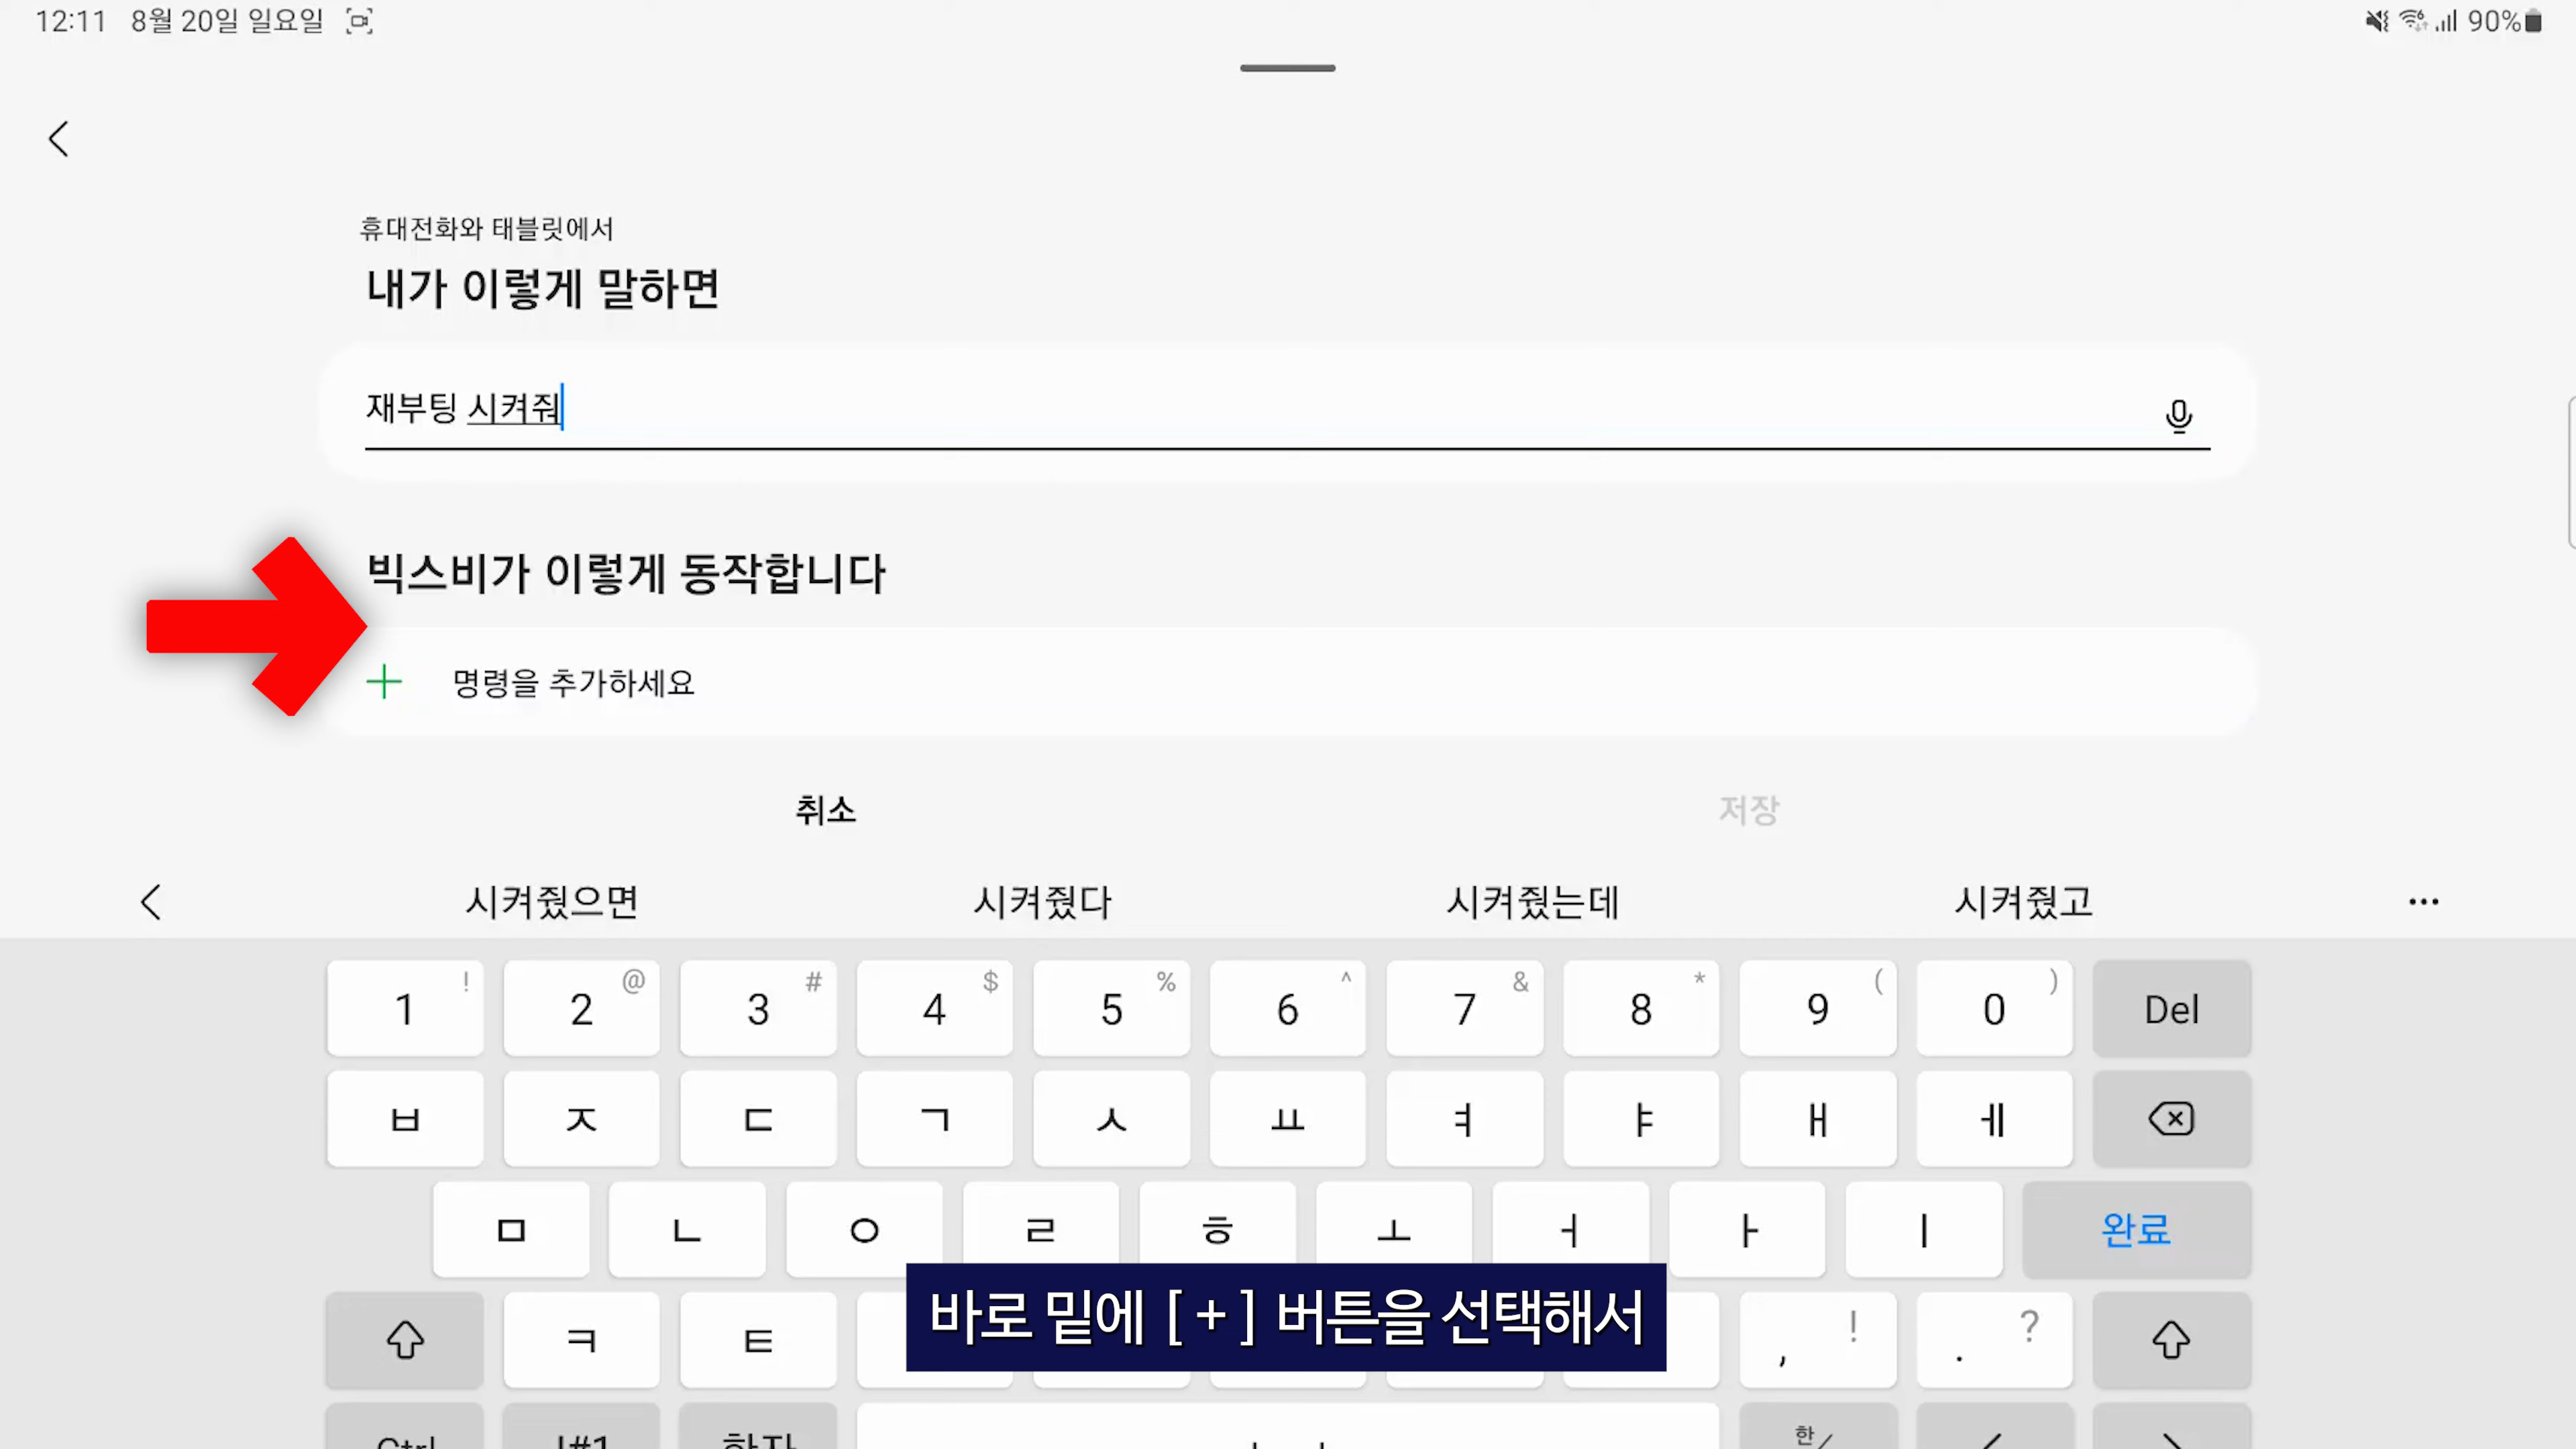 12:11 8월 20일 일요일 90%
휴대전화와 태블릿에서
내가 이렇게 말하면
재부팅 시켜줘
빅스비가 이렇게 동작합니다
+ 명령을 추가하세요
취소 저장
시켜줬으면 시켜줬다 시켜줬는데 시켜줬고 ...
1 ! 2 @ 3 # 4 $ 5 % 6 ^ 7 & 8 * 9 ( 0 ) Del
ㅂ ㅈ ㄷ ㄱ ㅅ ㅛ ㅕ ㅑ ㅐ ㅔ
ㅁ ㄴ ㅇ ㄹ ㅎ ㅗ ㅓ ㅏ ㅣ 완료
ㅋ ㅌ , ! . ?
바로 밑에 [ + ] 버튼을 선택해서
Ctrl !#1 한자 한/